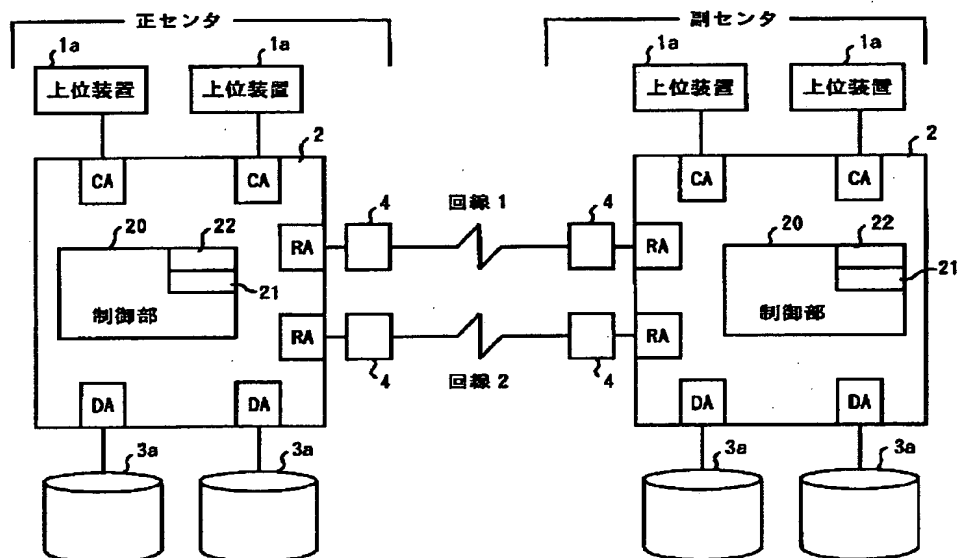 正センタ 副センタ
1a 1a 1a 1a
上位装置 上位装置 上位装置 上位装置
2 2
CA CA CA CA
4 回線1 4
20 22 RA RA 20 22
21 21
制御部 制御部
RA RA
4 回線2 4
DA DA DA DA
3a 3a 3a 3a